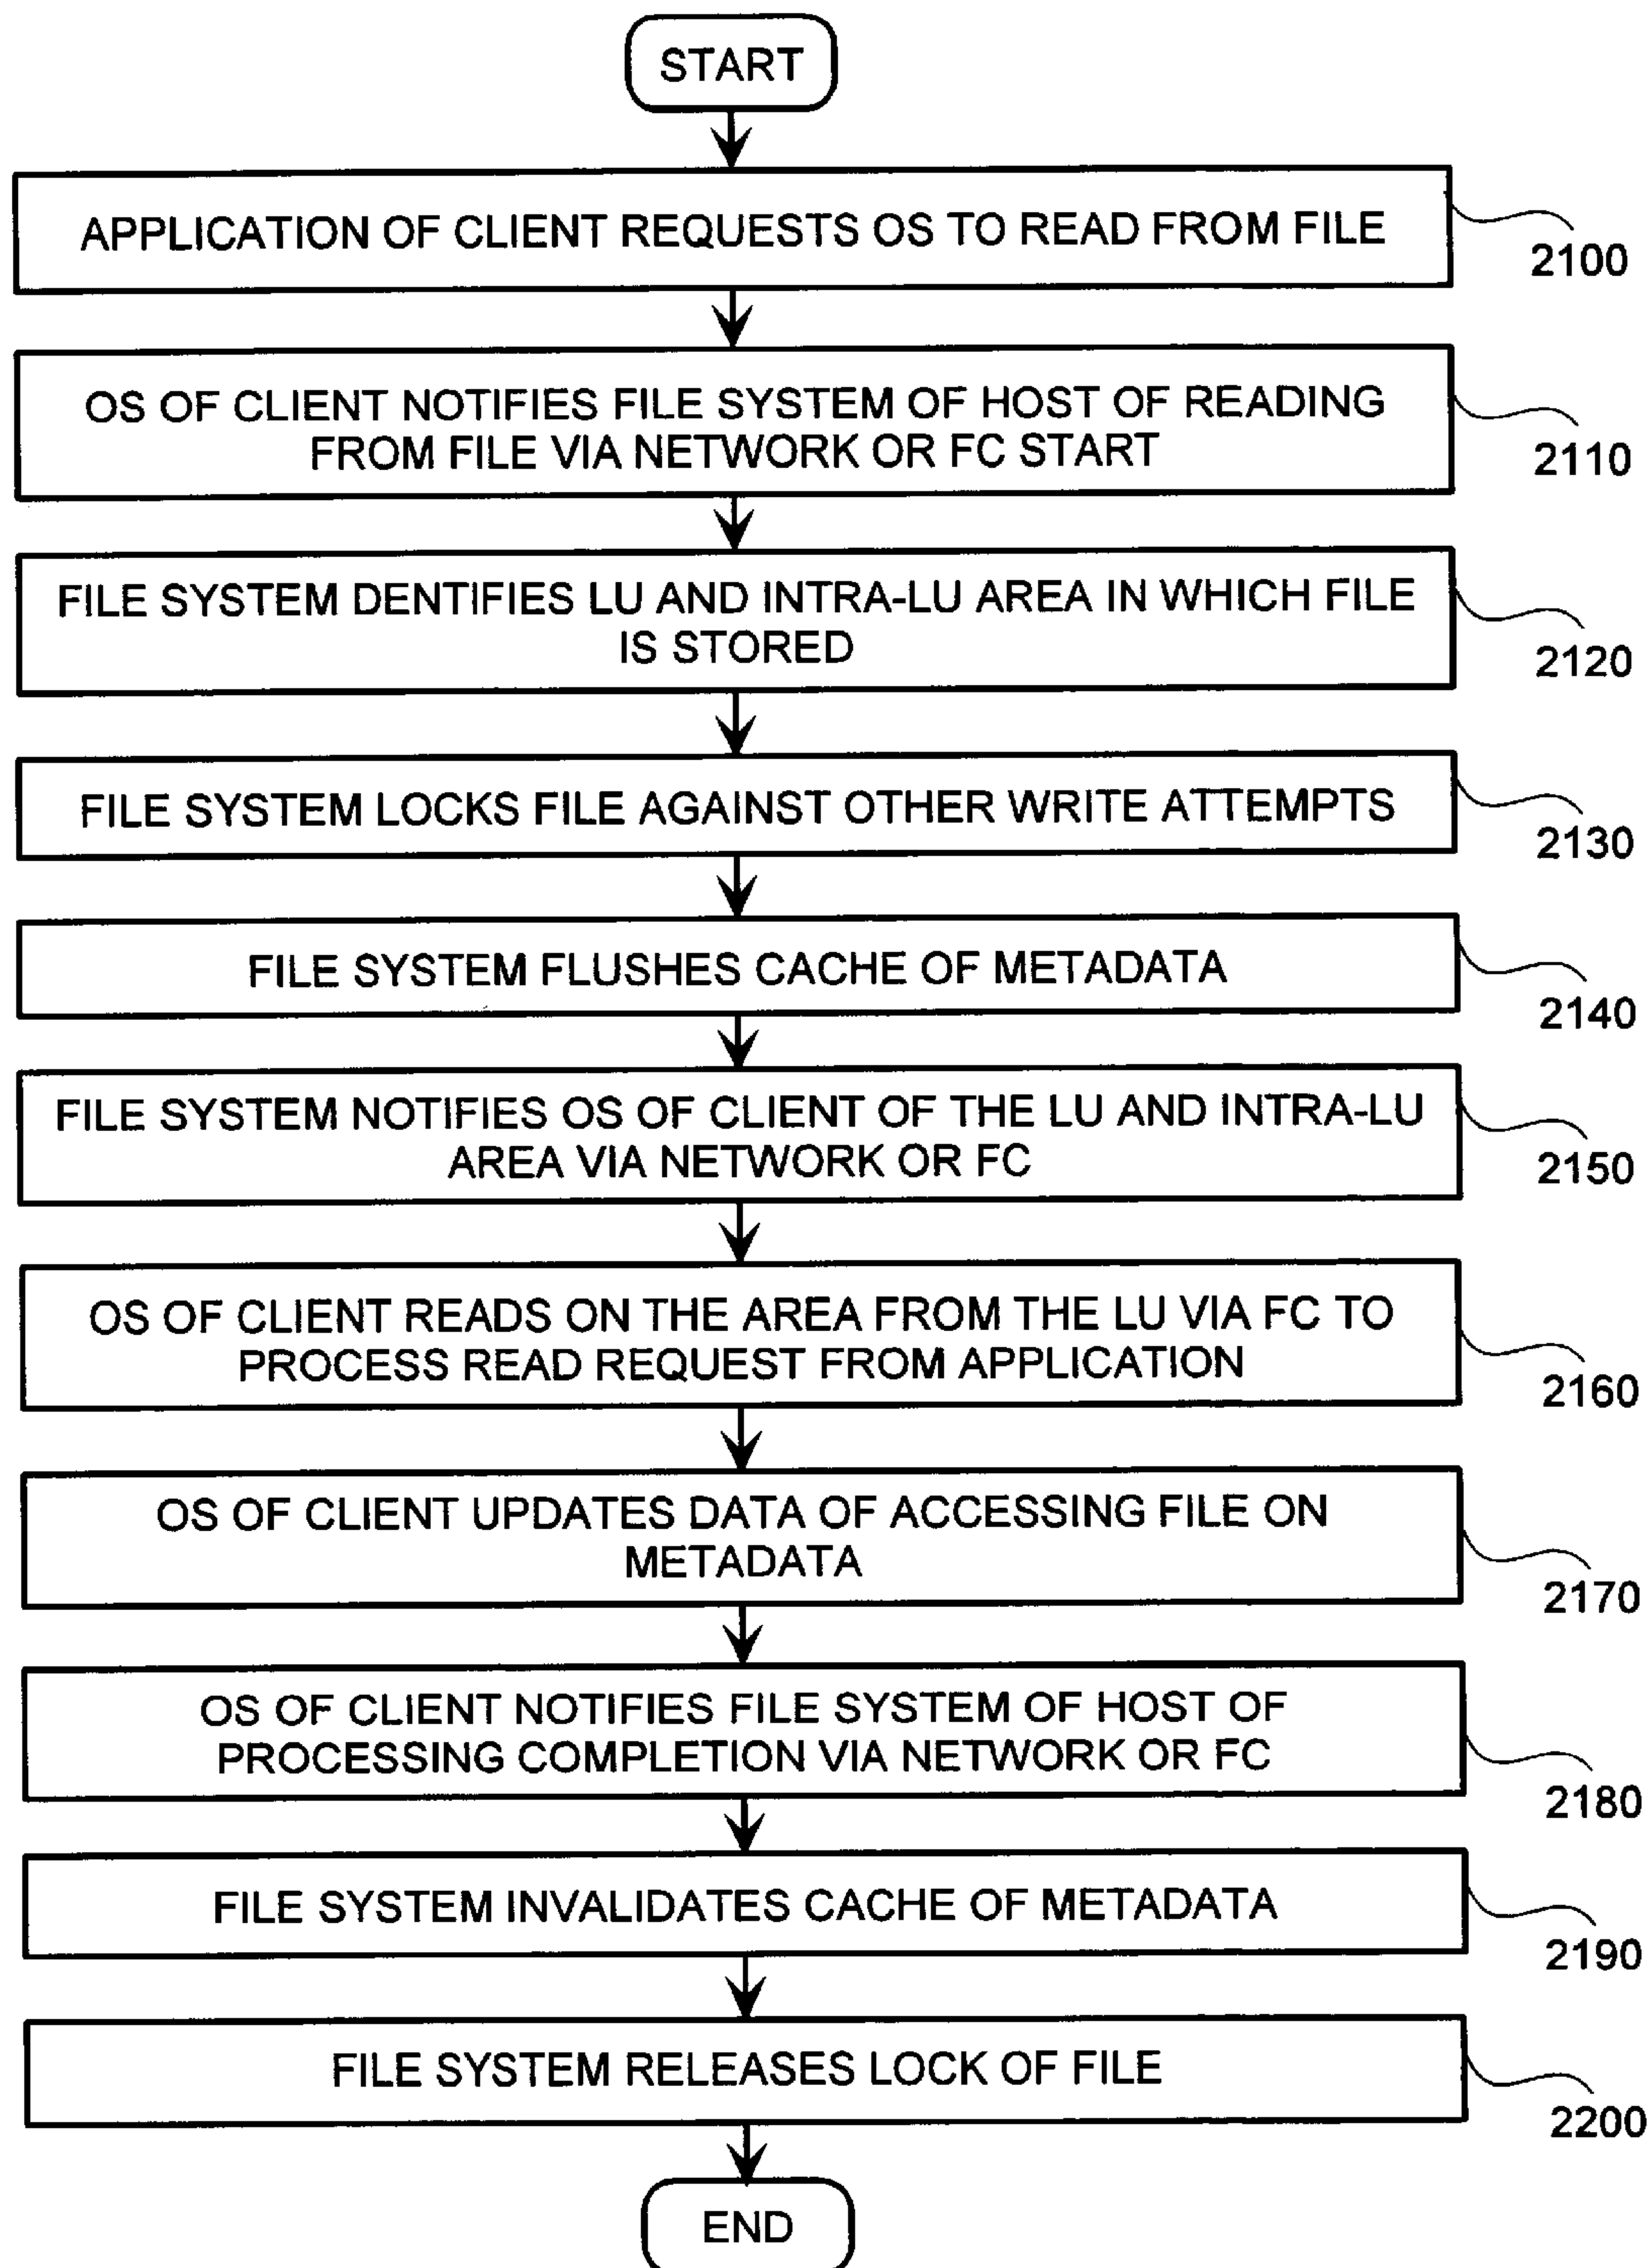 START
APPLICATION OF CLIENT REQUESTS OS TO READ FROM FILE
2100
OS OF CLIENT NOTIFIES FILE SYSTEM OF HOST OF READING
FROM FILE VIA NETWORK OR FC START
2110
FILE SYSTEM DENTIFIES LU AND INTRA-LU AREA IN WHICH FILE
IS STORED
2120
FILE SYSTEM LOCKS FILE AGAINST OTHER WRITE ATTEMPTS
2130
FILE SYSTEM FLUSHES CACHE OF METADATA
2140
FILE SYSTEM NOTIFIES OS OF CLIENT OF THE LU AND INTRA-LU
AREA VIA NETWORK OR FC
2150
OS OF CLIENT READS ON THE AREA FROM THE LU VIA FC TO
PROCESS READ REQUEST FROM APPLICATION
2160
OS OF CLIENT UPDATES DATA OF ACCESSING FILE ON
METADATA
2170
OS OF CLIENT NOTIFIES FILE SYSTEM OF HOST OF
PROCESSING COMPLETION VIA NETWORK OR FC
2180
FILE SYSTEM INVALIDATES CACHE OF METADATA
2190
FILE SYSTEM RELEASES LOCK OF FILE
2200
END